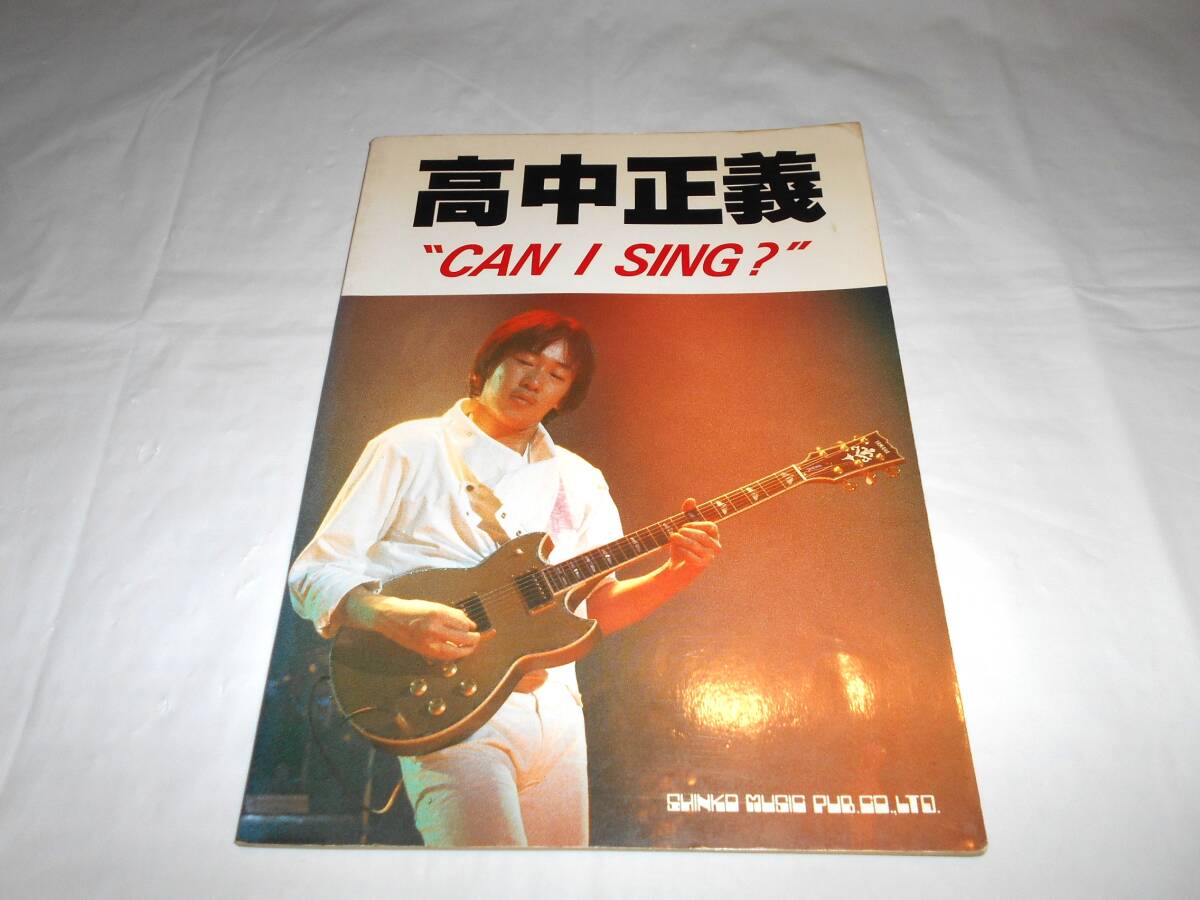 高中正義
“CAN I SING?”
SHINKO MUSIC PUB.CO.,LTD.